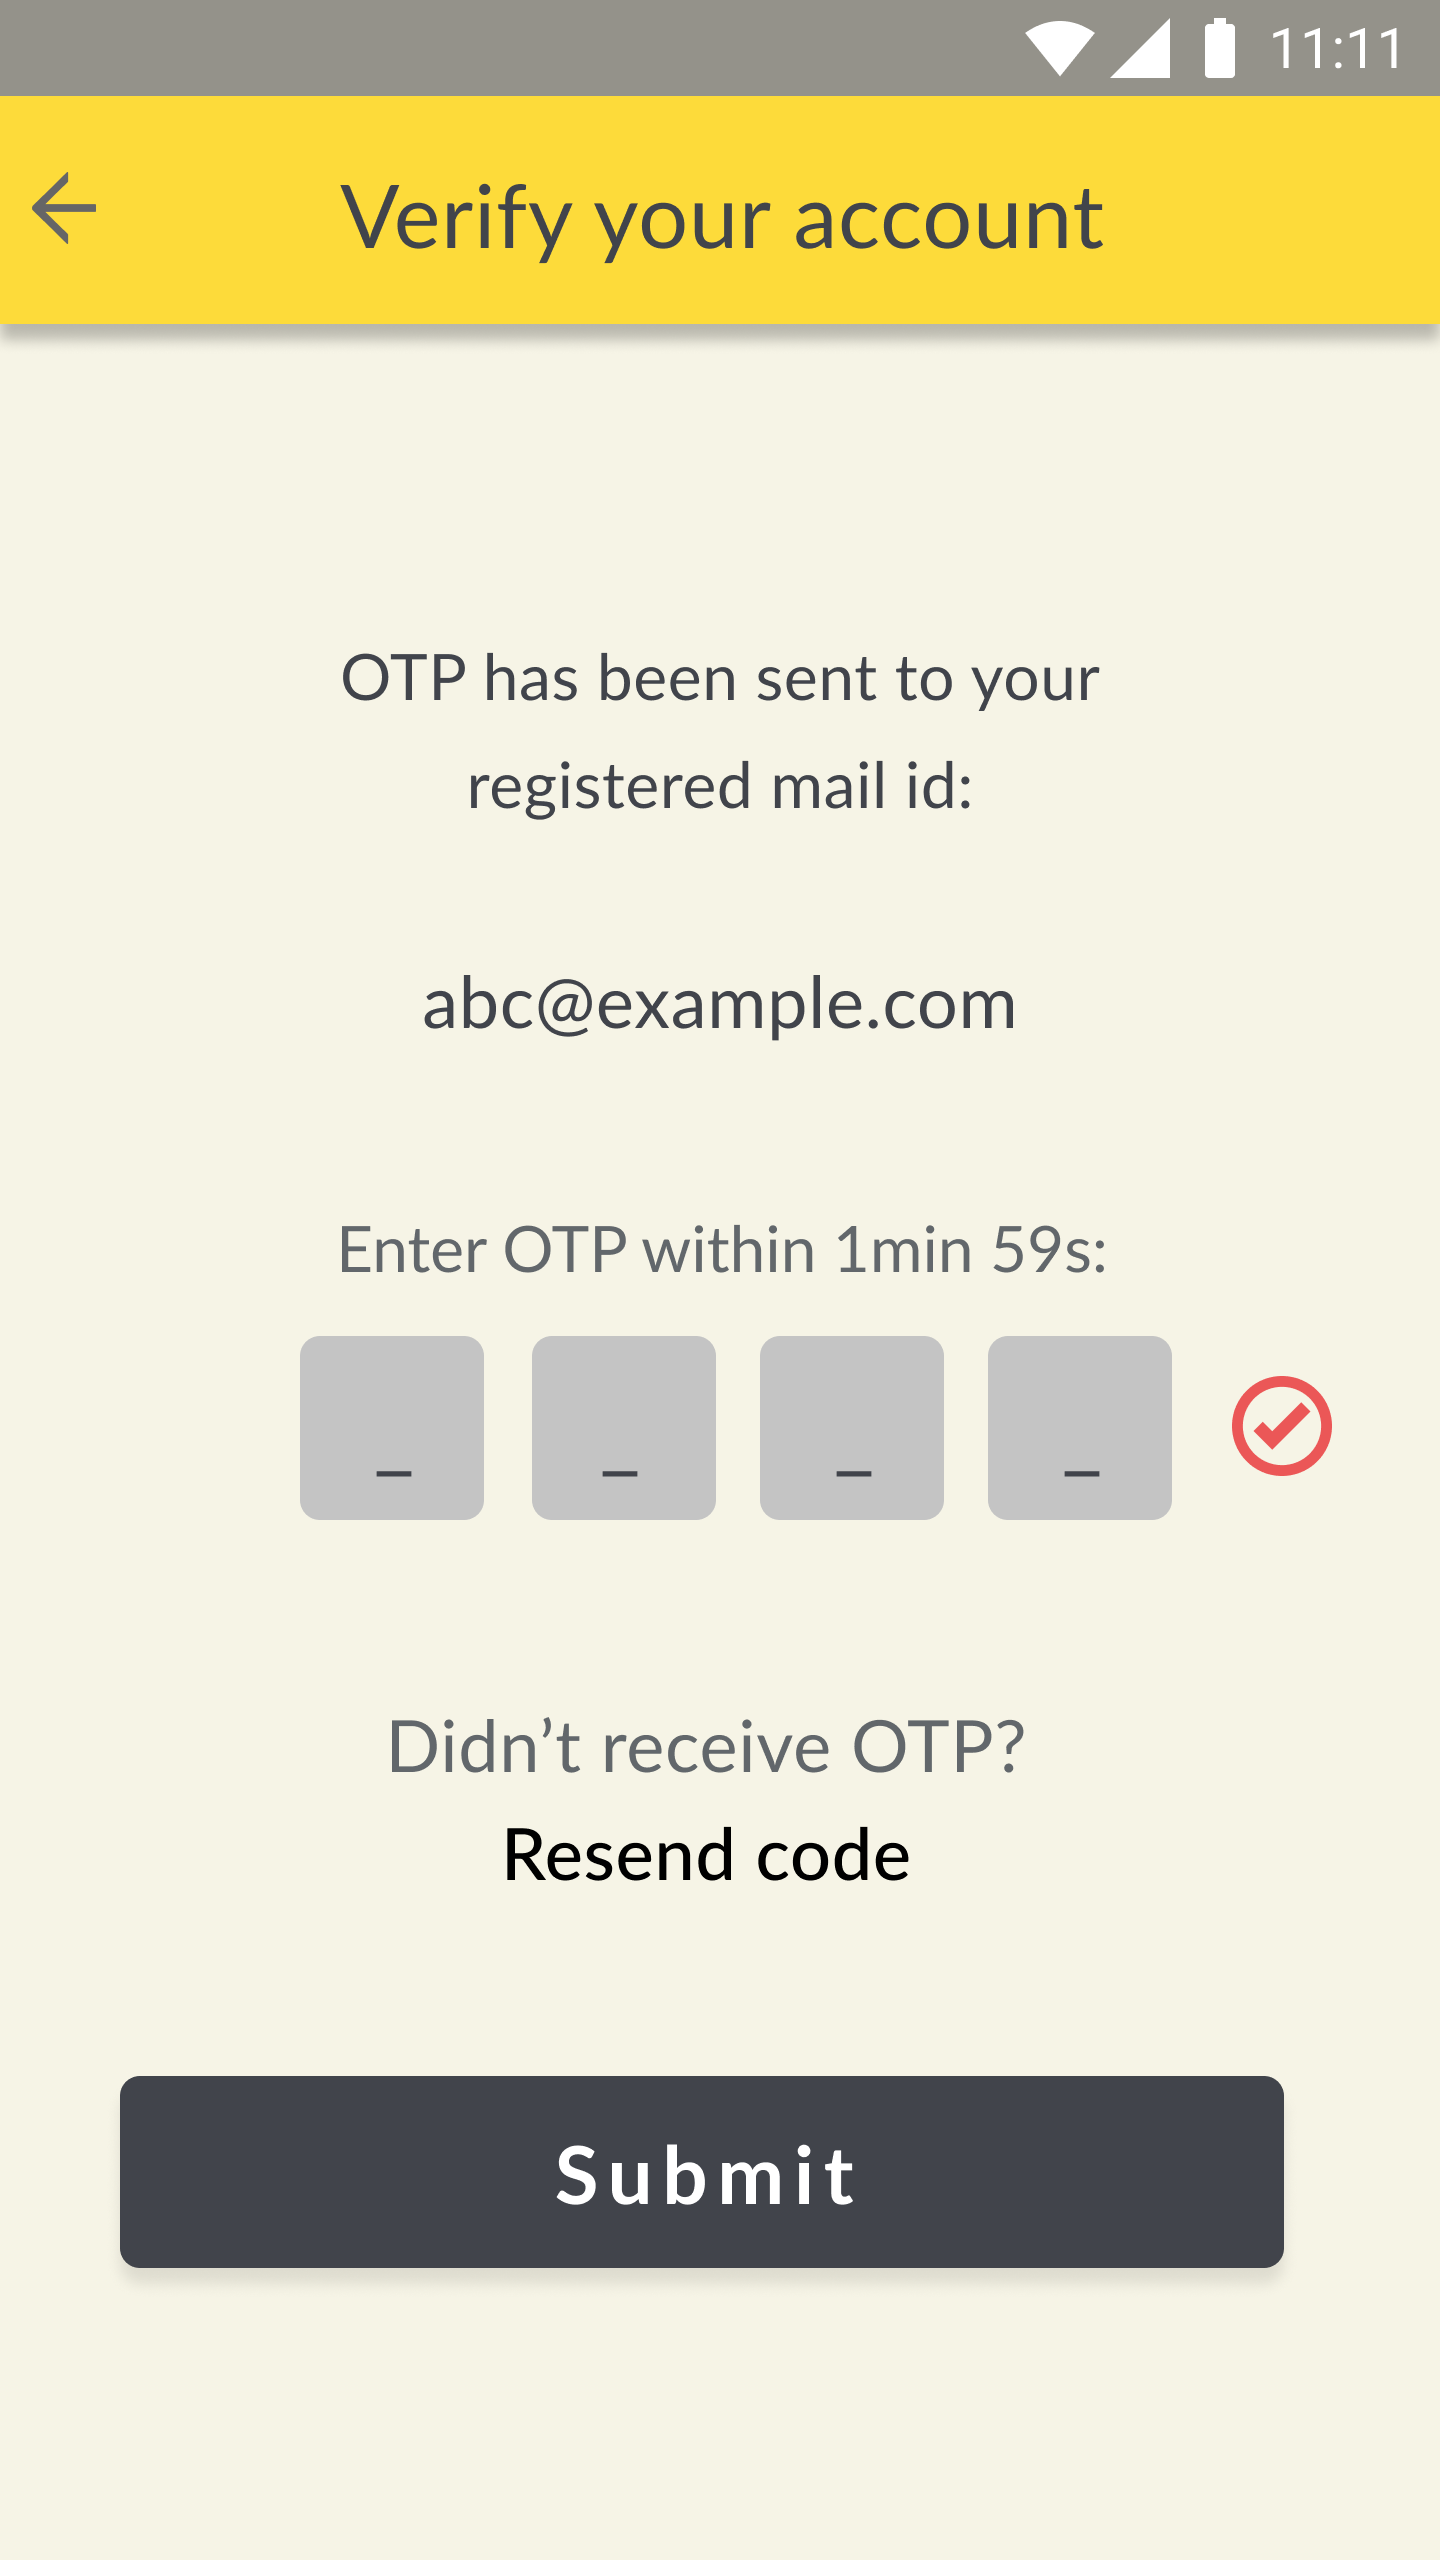 11:11
Verify your account
OTP has been sent to your
registered mail id:
abc@example.com
Enter OTP within 1min 59s:
_ _ _ _
Didn’t receive OTP?
Resend code
Submit